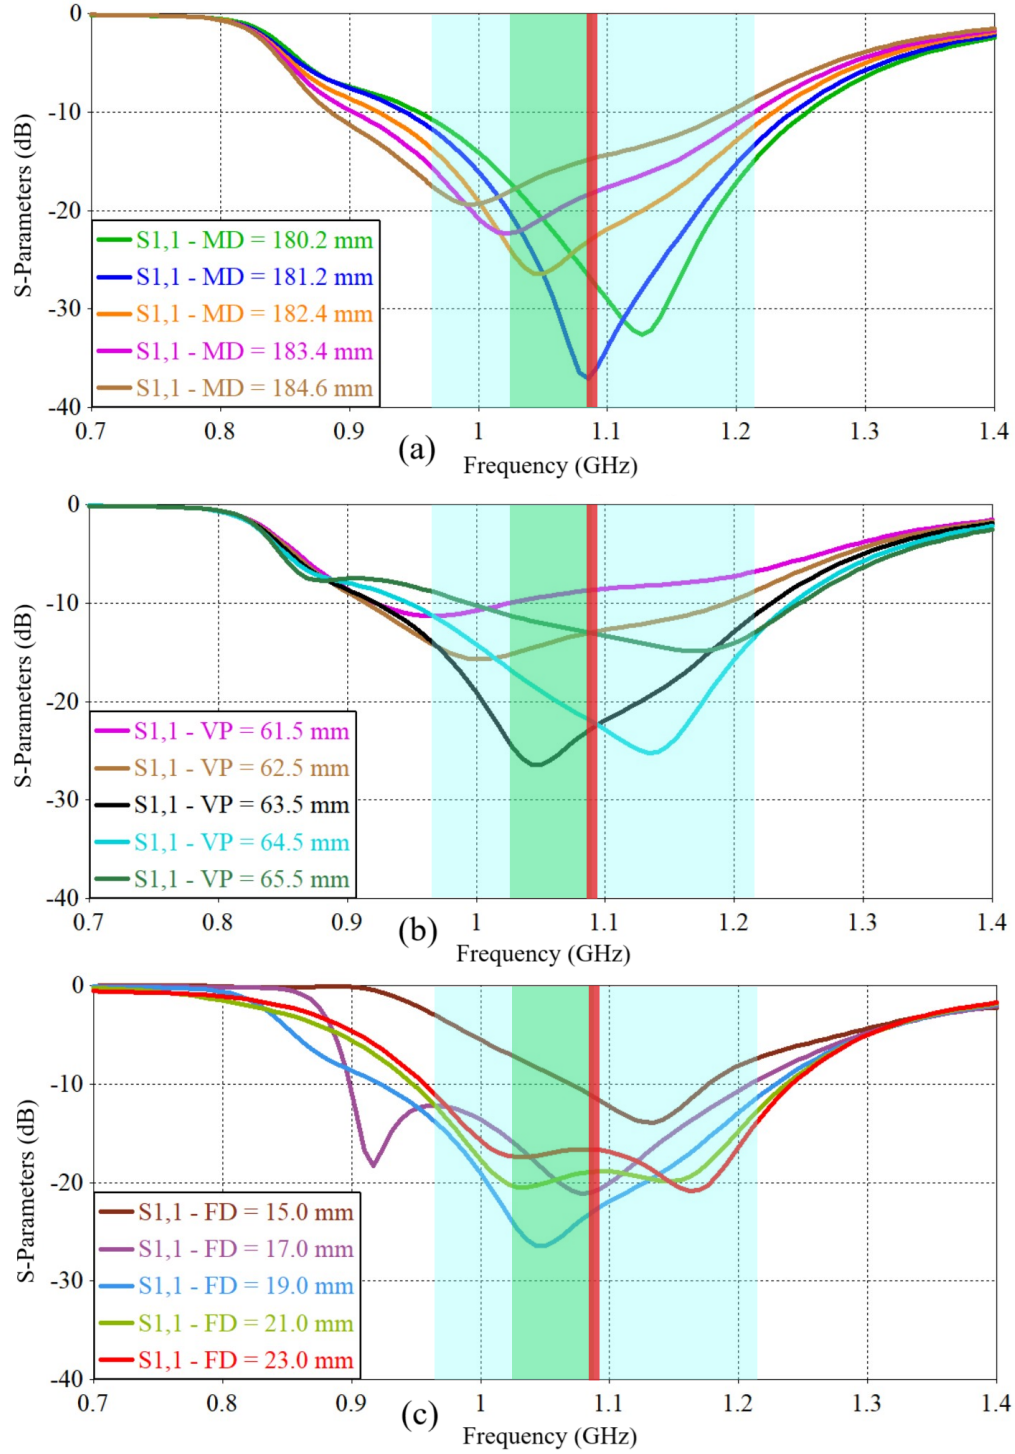 0
-10
-20
-30
-40
S-Parameters (dB)
S1,1 - MD = 180.2 mm
S1,1 - MD = 181.2 mm
S1,1 - MD = 182.4 mm
S1,1 - MD = 183.4 mm
S1,1 - MD = 184.6 mm
0.7 0.8 0.9 1 1.1 1.2 1.3 1.4
(a)
Frequency (GHz)
0
-10
-20
-30
-40
S-Parameters (dB)
S1,1 - VP = 61.5 mm
S1,1 - VP = 62.5 mm
S1,1 - VP = 63.5 mm
S1,1 - VP = 64.5 mm
S1,1 - VP = 65.5 mm
0.7 0.8 0.9 1 1.1 1.2 1.3 1.4
(b)
Frequency (GHz)
0
-10
-20
-30
-40
S-Parameters (dB)
S1,1 - FD = 15.0 mm
S1,1 - FD = 17.0 mm
S1,1 - FD = 19.0 mm
S1,1 - FD = 21.0 mm
S1,1 - FD = 23.0 mm
0.7 0.8 0.9 1 1.1 1.2 1.3 1.4
(c)
Frequency (GHz)